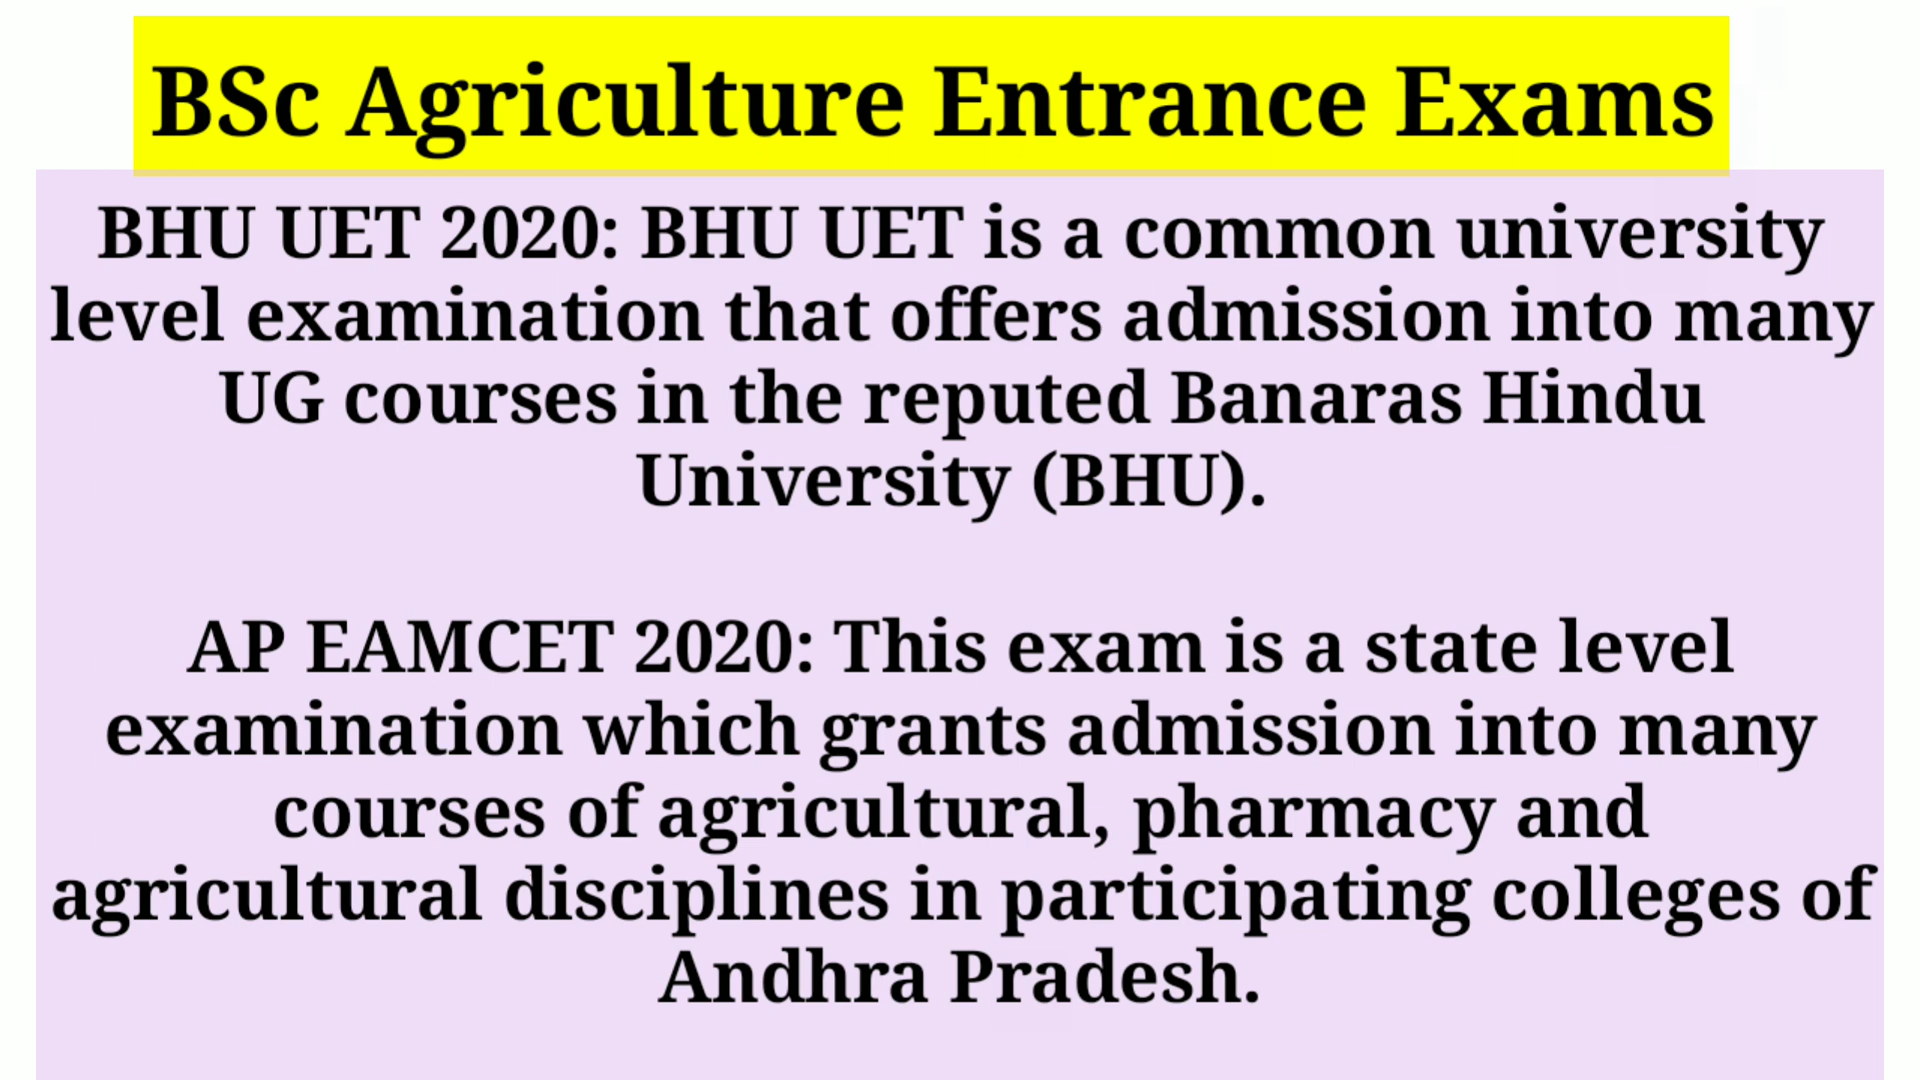 BSc Agriculture Entrance Exams
BHU UET 2020: BHU UET is a common university
level examination that offers admission into many
UG courses in the reputed Banaras Hindu
University (BHU).
AP EAMCET 2020: This exam is a state level
examination which grants admission into many
courses of agricultural, pharmacy and
agricultural disciplines in participating colleges of
Andhra Pradesh.